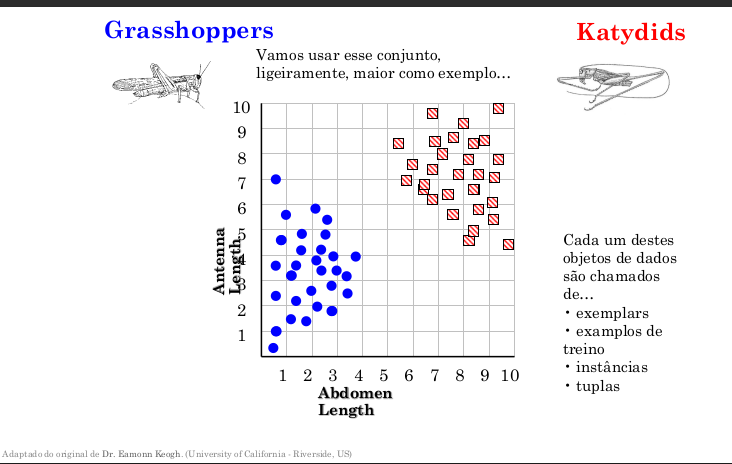 Grasshoppers
Katydids
Vamos usar esse conjunto,
ligeiramente, maior como exemplo…
10
9
8
7
6
5
4
3
2
1
Antenna
Length
1 2 3 4 5 6 7 8 9 10
Abdomen
Length
Cada um destes
objetos de dados
são chamados
de…
• exemplars
• examplos de
treino
• instâncias
• tuplas
Adaptado do original de Dr. Eamonn Keogh. (University of California - Riverside, US)